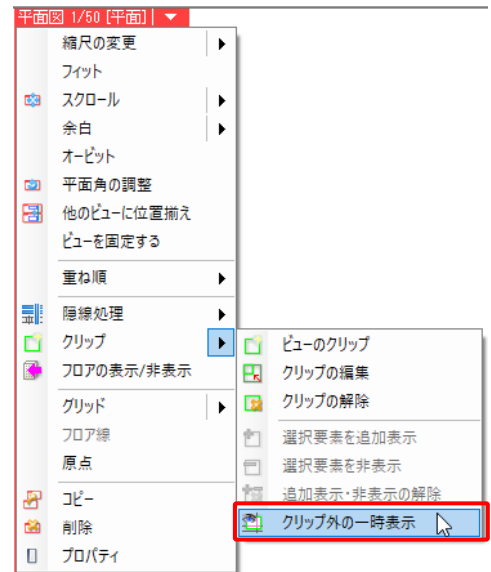 平面図 1/50 [平面]
縮尺の変更
フィット
スクロール
余白
オービット
平面角の調整
他のビューに位置揃え
ビューを固定する
重ね順
隠線処理
クリップ
フロアの表示/非表示
グリッド
フロア線
原点
コピー
削除
プロパティ
ビューのクリップ
クリップの編集
クリップの解除
選択要素を追加表示
選択要素を非表示
追加表示・非表示の解除
クリップ外の一時表示